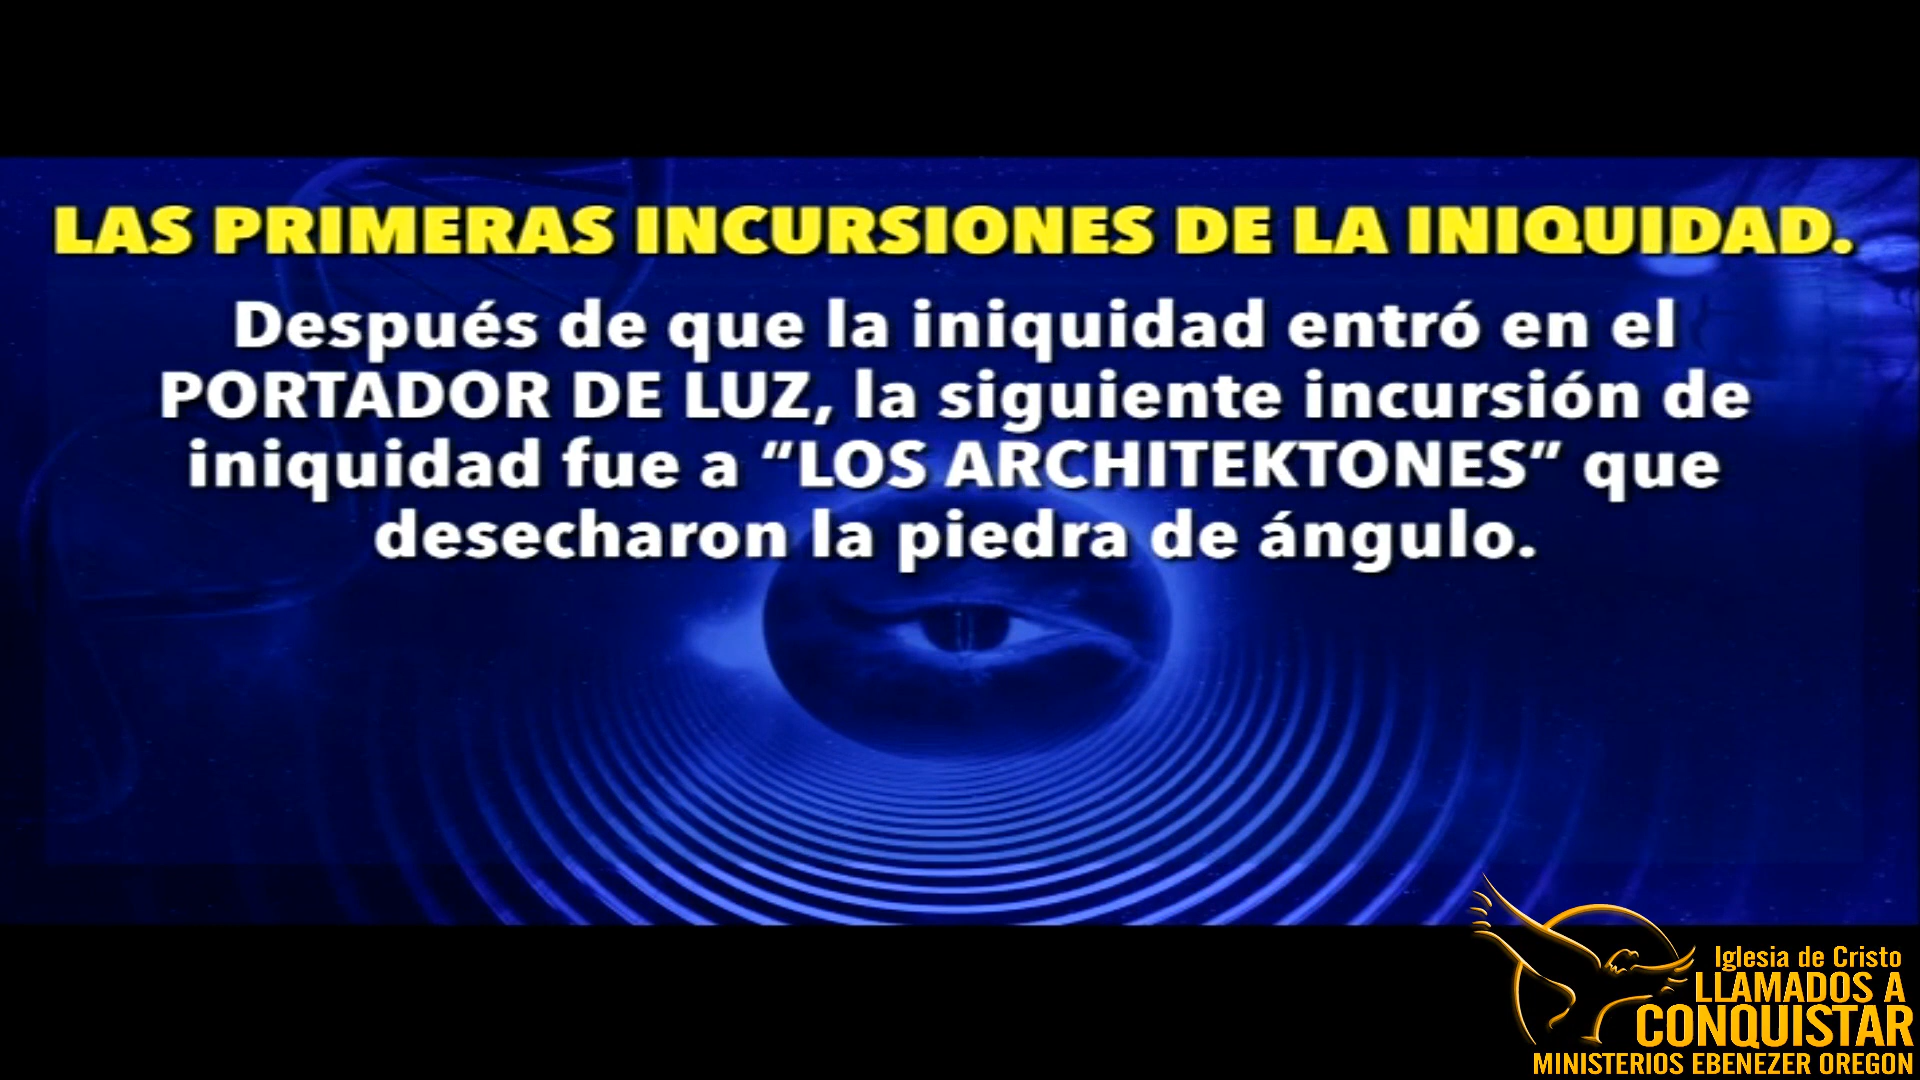 LAS PRIMERAS INCURSIONES DE LA INIQUIDAD.
Después de que la iniquidad entró en el
PORTADOR DE LUZ, la siguiente incursión de
iniquidad fue a “LOS ARCHITEKTONES” que
desecharon la piedra de ángulo.
Iglesia de Cristo
LLAMADOS A
CONQUISTAR
MINISTERIOS EBENEZER OREGON